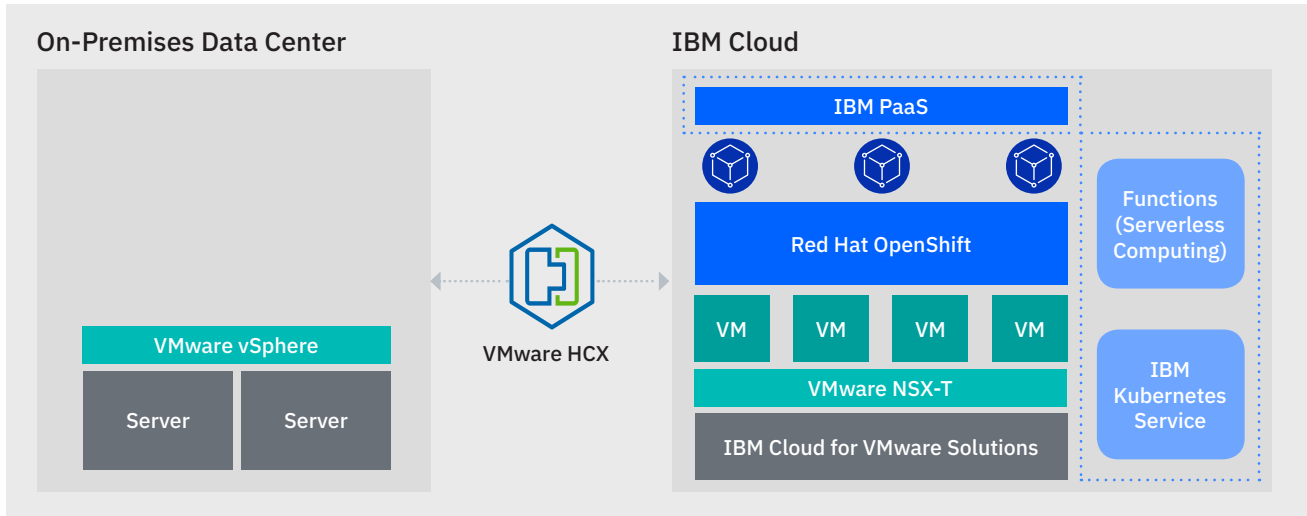 On-Premises Data Center
VMware vSphere
Server
Server
VMware HCX
IBM Cloud
IBM PaaS
Red Hat OpenShift
VM
VM
VM
VM
VMware NSX-T
IBM Cloud for VMware Solutions
Functions
(Serverless
Computing)
IBM
Kubernetes
Service